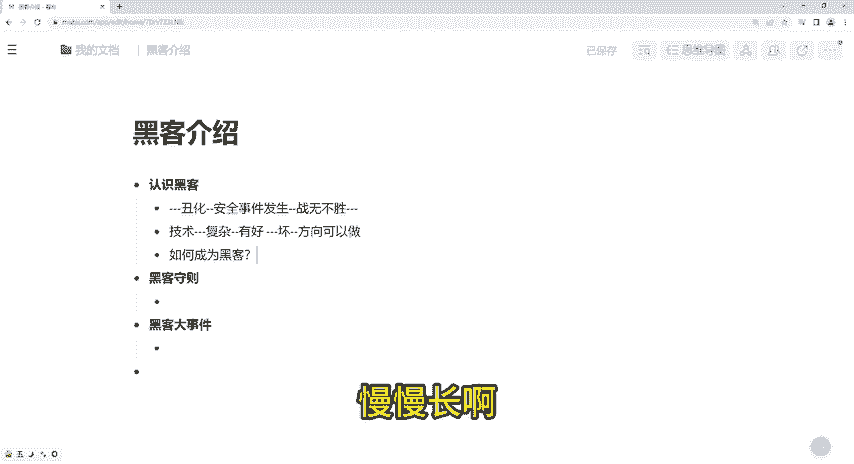 我的文档 | 黑客介绍
已保存
黑客介绍
认识黑客
---丑化--安全事件发生--战无不胜---
技术---复杂--有好 ---坏--方向可以做
如何成为黑客？
黑客守则
黑客大事件
慢慢长啊
五